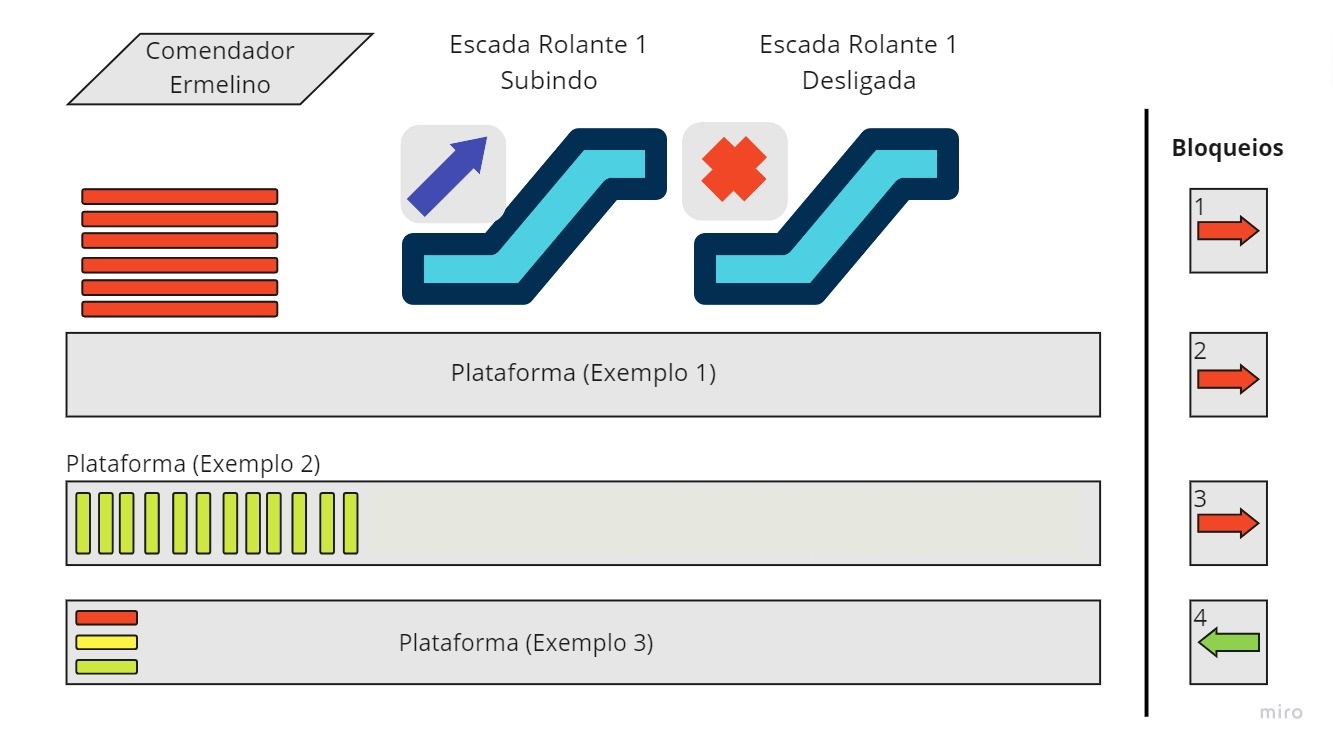 Comendador
Ermelino
Escada Rolante 1
Subindo
Escada Rolante 1
Desligada
Bloqueios
1
Plataforma (Exemplo 1)
2
Plataforma (Exemplo 2)
3
Plataforma (Exemplo 3)
4
miro